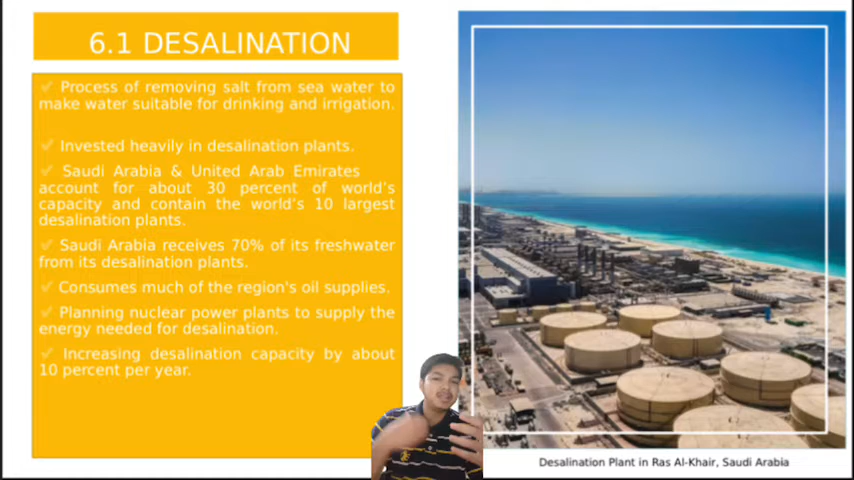 6.1 DESALINATION
✓ Process of removing salt from sea water to
make water suitable for drinking and irrigation.
✓ Invested heavily in desalination plants.
✓ Saudi Arabia & United Arab Emirates
account for about 30 percent of world's
capacity and contain the world's 10 largest
desalination plants.
✓ Saudi Arabia receives 70% of its freshwater
from its desalination plants.
✓ Consumes much of the region's oil supplies.
✓ Planning nuclear power plants to supply the
energy needed for desalination.
✓ Increasing desalination capacity by about
10 percent per year.
Desalination Plant in Ras Al-Khair, Saudi Arabia